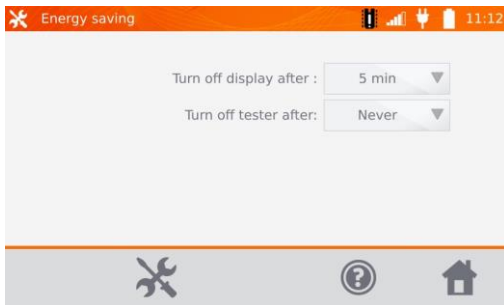 Energy saving 11:12
Turn off display after : 5 min
Turn off tester after: Never